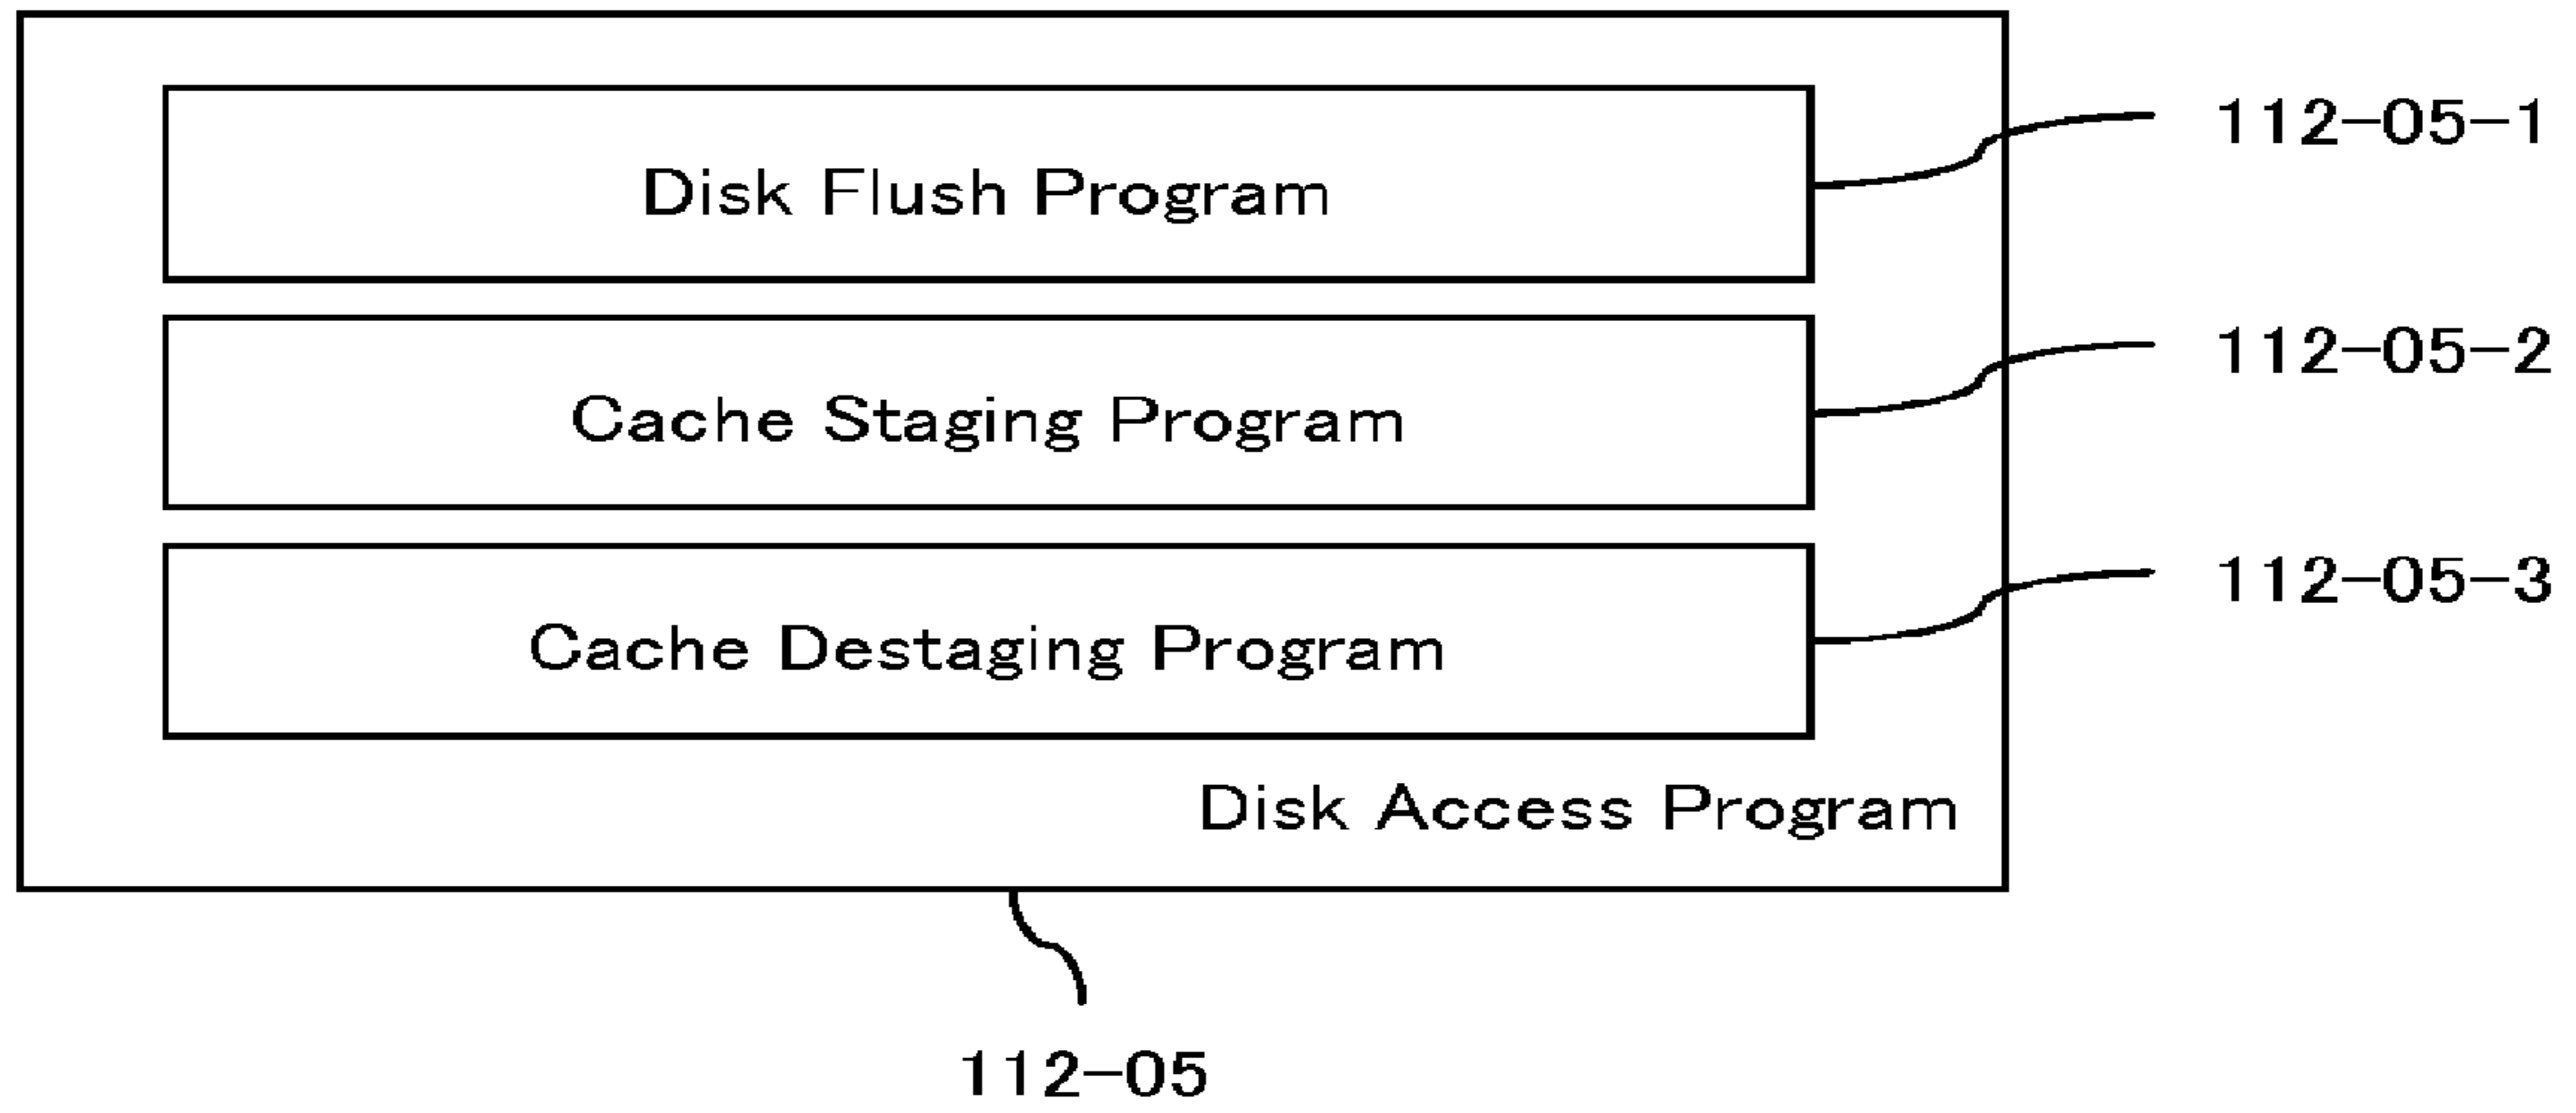 112-05-1
Disk Flush Program
112-05-2
Cache Staging Program
112-05-3
Cache Destaging Program
Disk Access Program
112-05